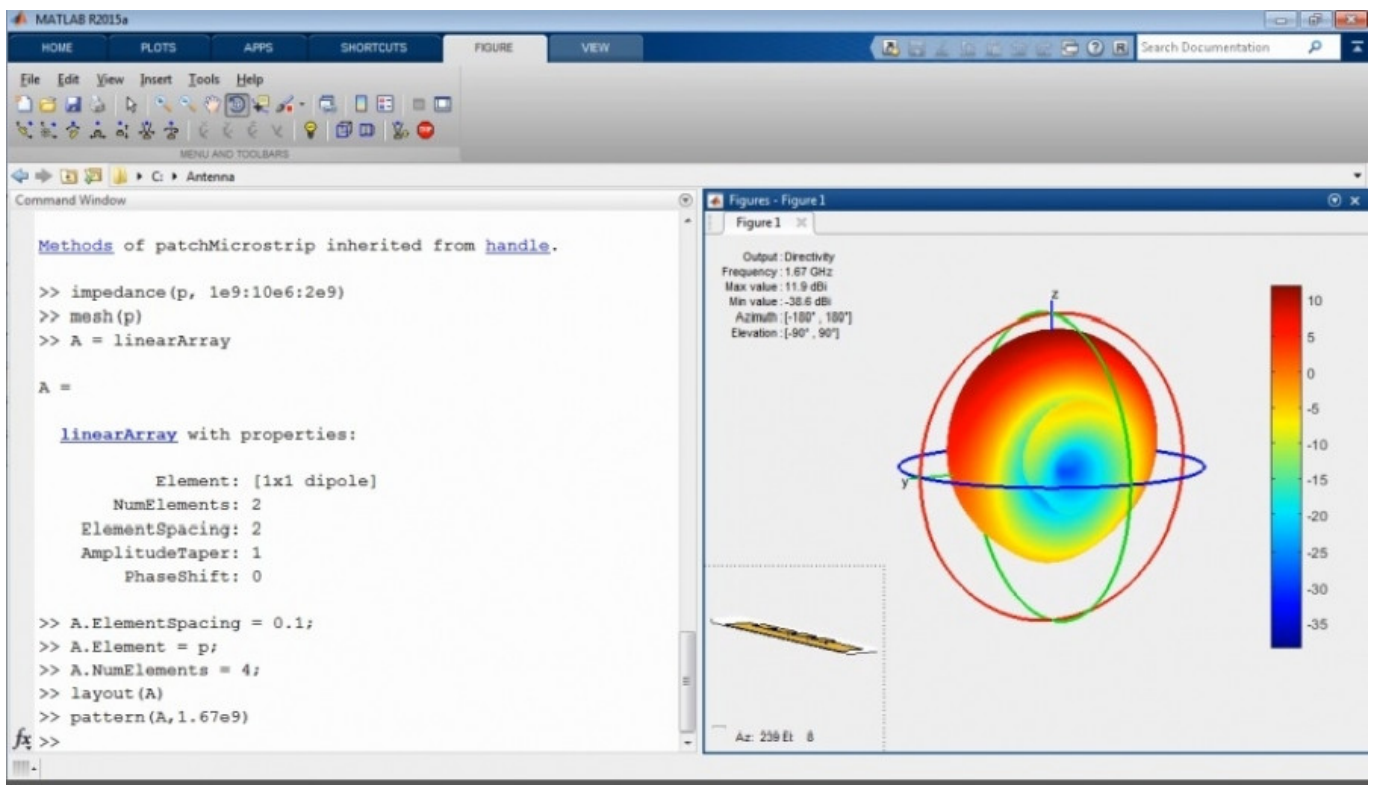 MATLAB R2015a
HOME PLOTS APPS SHORTCUTS FIGURE VIEW
Search Documentation
File Edit View Insert Tools Help
MENU AND TOOLBARS
C: Antenna
Command Window
Methods of patchMicrostrip inherited from handle.
>> impedance(p, 1e9:10e6:2e9)
>> mesh(p)
>> A = linearArray
A =
linearArray with properties:
Element: [1x1 dipole]
NumElements: 2
ElementSpacing: 2
AmplitudeTaper: 1
PhaseShift: 0
>> A.ElementSpacing = 0.1;
>> A.Element = p;
>> A.NumElements = 4;
>> layout(A)
>> pattern(A,1.67e9)
fx >>
Figures - Figure 1
Figure 1
Output : Directivity
Frequency : 1.67 GHz
Max value : 11.9 dBi
Min value : -38.6 dBi
Azimuth : [-180° , 180°]
Elevation : [-90° , 90°]
z
y
10
5
0
-5
-10
-15
-20
-25
-30
-35
Az: 239 El: 8